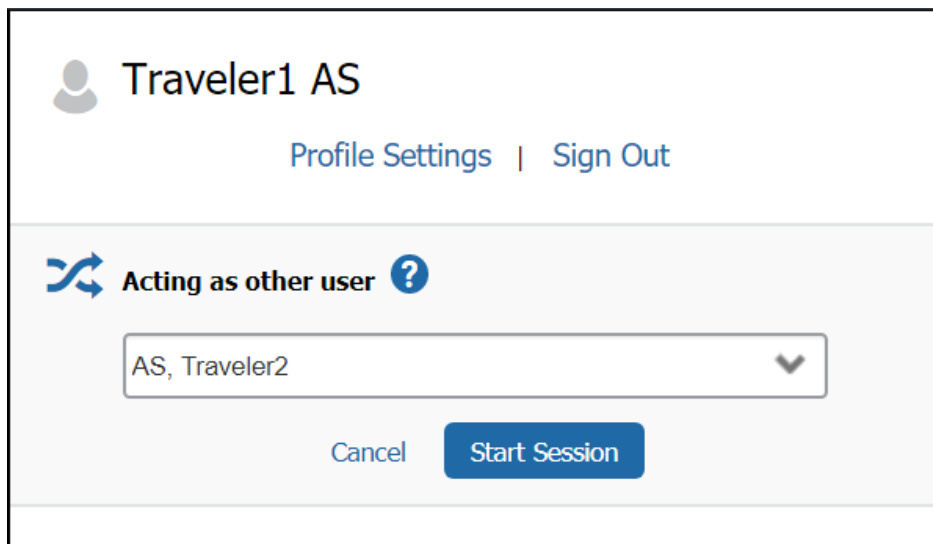 Traveler1 AS
Profile Settings | Sign Out
Acting as other user ?
AS, Traveler2
Cancel Start Session